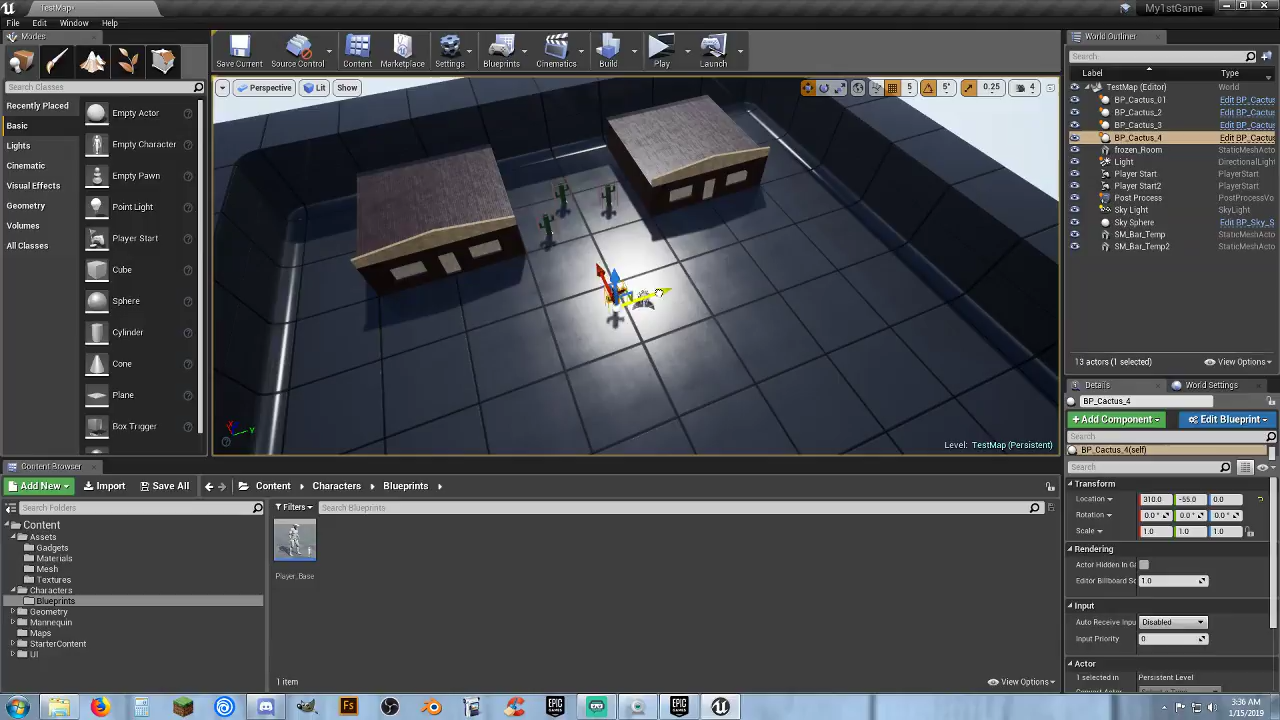 TestMap*
My1stGame
File Edit Window Help
Modes
Search Classes
Recently Placed
Basic
Lights
Cinematic
Visual Effects
Geometry
Volumes
All Classes
Empty Actor
Empty Character
Empty Pawn
Point Light
Player Start
Cube
Sphere
Cylinder
Cone
Plane
Box Trigger
Save Current
Source Control
Content
Marketplace
Settings
Blueprints
Cinematics
Build
Play
Launch
Perspective
Lit
Show
5
5°
0.25
4
Level: TestMap (Persistent)
World Outliner
Search
Label Type
TestMap (Editor) World
BP_Cactus_01 Edit BP_Cactu
BP_Cactus_2 Edit BP_Cactu
BP_Cactus_3 Edit BP_Cactu
BP_Cactus_4 Edit BP_Cactu
frozen_Room StaticMeshActo
Light DirectionalLight
Player Start PlayerStart
Player Start2 PlayerStart
Post Process PostProcessVo
Sky Light SkyLight
Sky Sphere Edit BP_Sky_S
SM_Bar_Temp StaticMeshActo
SM_Bar_Temp2 StaticMeshActo
13 actors (1 selected)
View Options
Details
World Settings
BP_Cactus_4
Add Component
Edit Blueprint
Search
BP_Cactus_4(self)
Search
Transform
Location 310.0 -55.0 0.0
Rotation 0.0° 0.0° 0.0°
Scale 1.0 1.0 1.0
Rendering
Actor Hidden In Ga
Editor Billboard Sc 1.0
Input
Auto Receive Inpu Disabled
Input Priority 0
Actor
1 selected in Persistent Level
Content Browser
Add New
Import
Save All
Content
Characters
Blueprints
Search Folders
Filters
Search Blueprints
Content
Assets
Gadgets
Materials
Mesh
Textures
Characters
Blueprints
Geometry
Mannequin
Maps
StarterContent
UI
Player_Base
1 item
View Options
3:36 AM
1/15/2019